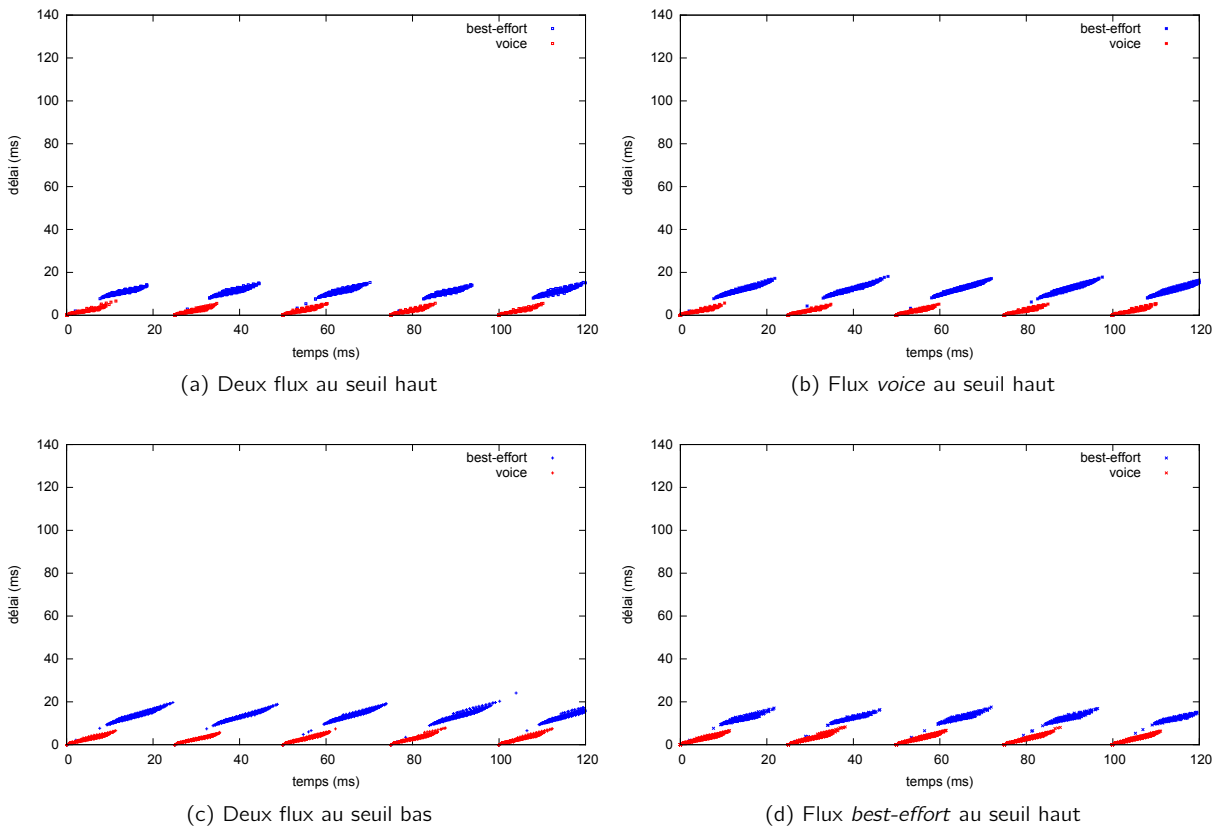 140
120
100
80
60
40
20
0
délai (ms)
best-effort
voice
0 20 40 60 80 100 120
temps (ms)
(a) Deux flux au seuil haut
140
120
100
80
60
40
20
0
délai (ms)
best-effort
voice
0 20 40 60 80 100 120
temps (ms)
(b) Flux voice au seuil haut
140
120
100
80
60
40
20
0
délai (ms)
best-effort
voice
0 20 40 60 80 100 120
temps (ms)
(c) Deux flux au seuil bas
140
120
100
80
60
40
20
0
délai (ms)
best-effort
voice
0 20 40 60 80 100 120
temps (ms)
(d) Flux best-effort au seuil haut